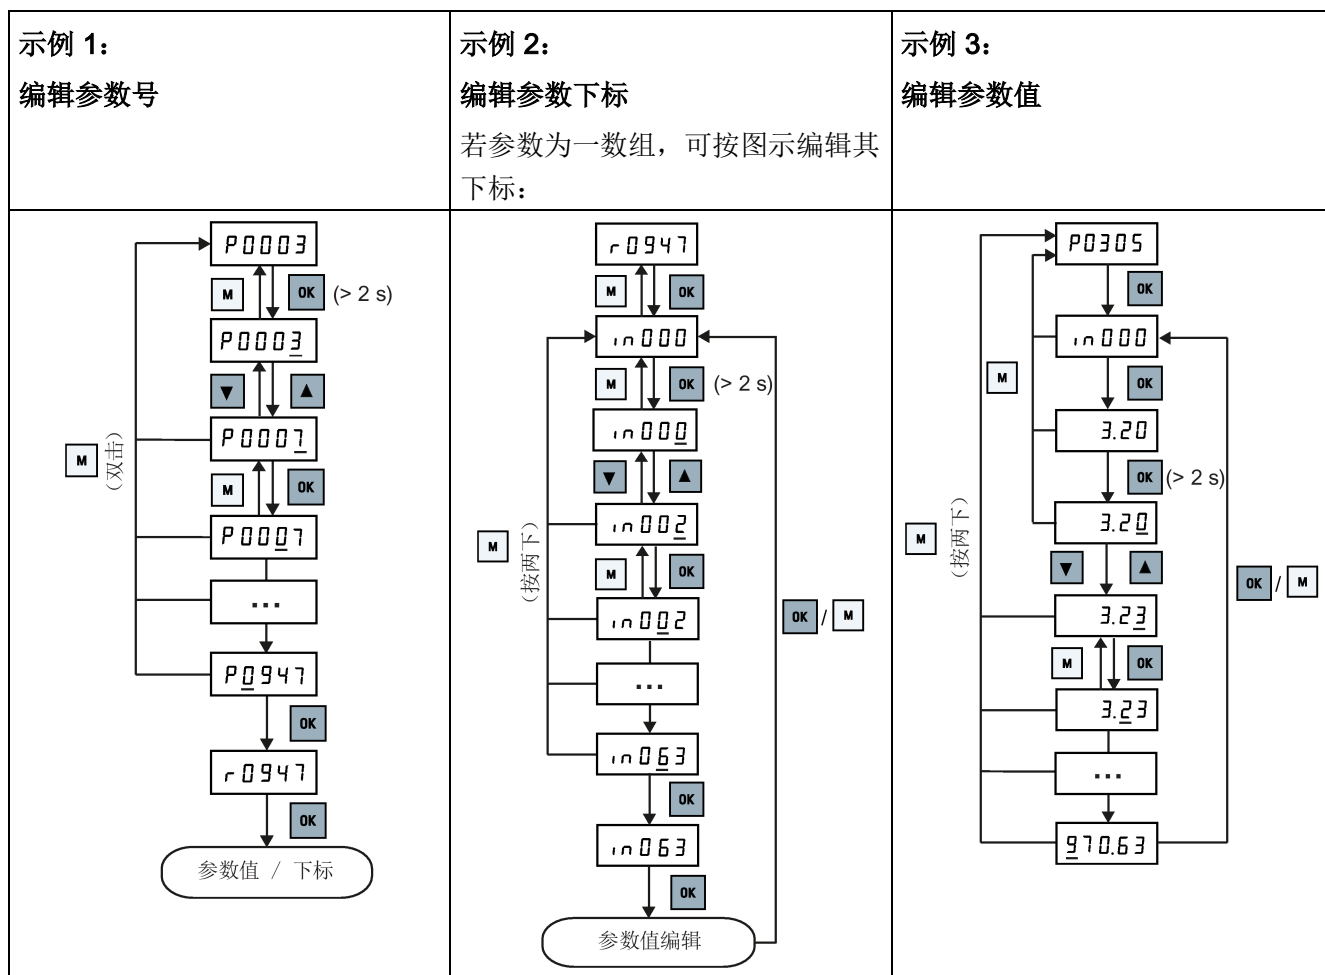 示例 1：
编辑参数号
示例 2：
编辑参数下标
若参数为一数组，可按图示编辑其
下标：
示例 3：
编辑参数值
P0003
M
OK (> 2 s)
P0003
▼ ▲
P0007
M
（双击）
M
OK
P0007
...
P0947
OK
r0947
OK
参数值 / 下标
r0947
M
OK
in000
M
OK (> 2 s)
in000
▼ ▲
in002
M
（按两下）
M
OK
in002
...
in063
OK
in063
OK
参数值编辑
OK / M
P0305
OK
in000
M
OK
3.20
OK (> 2 s)
3.20
M
（按两下）
▼ ▲
3.23
M
OK
3.23
...
970.63
OK / M